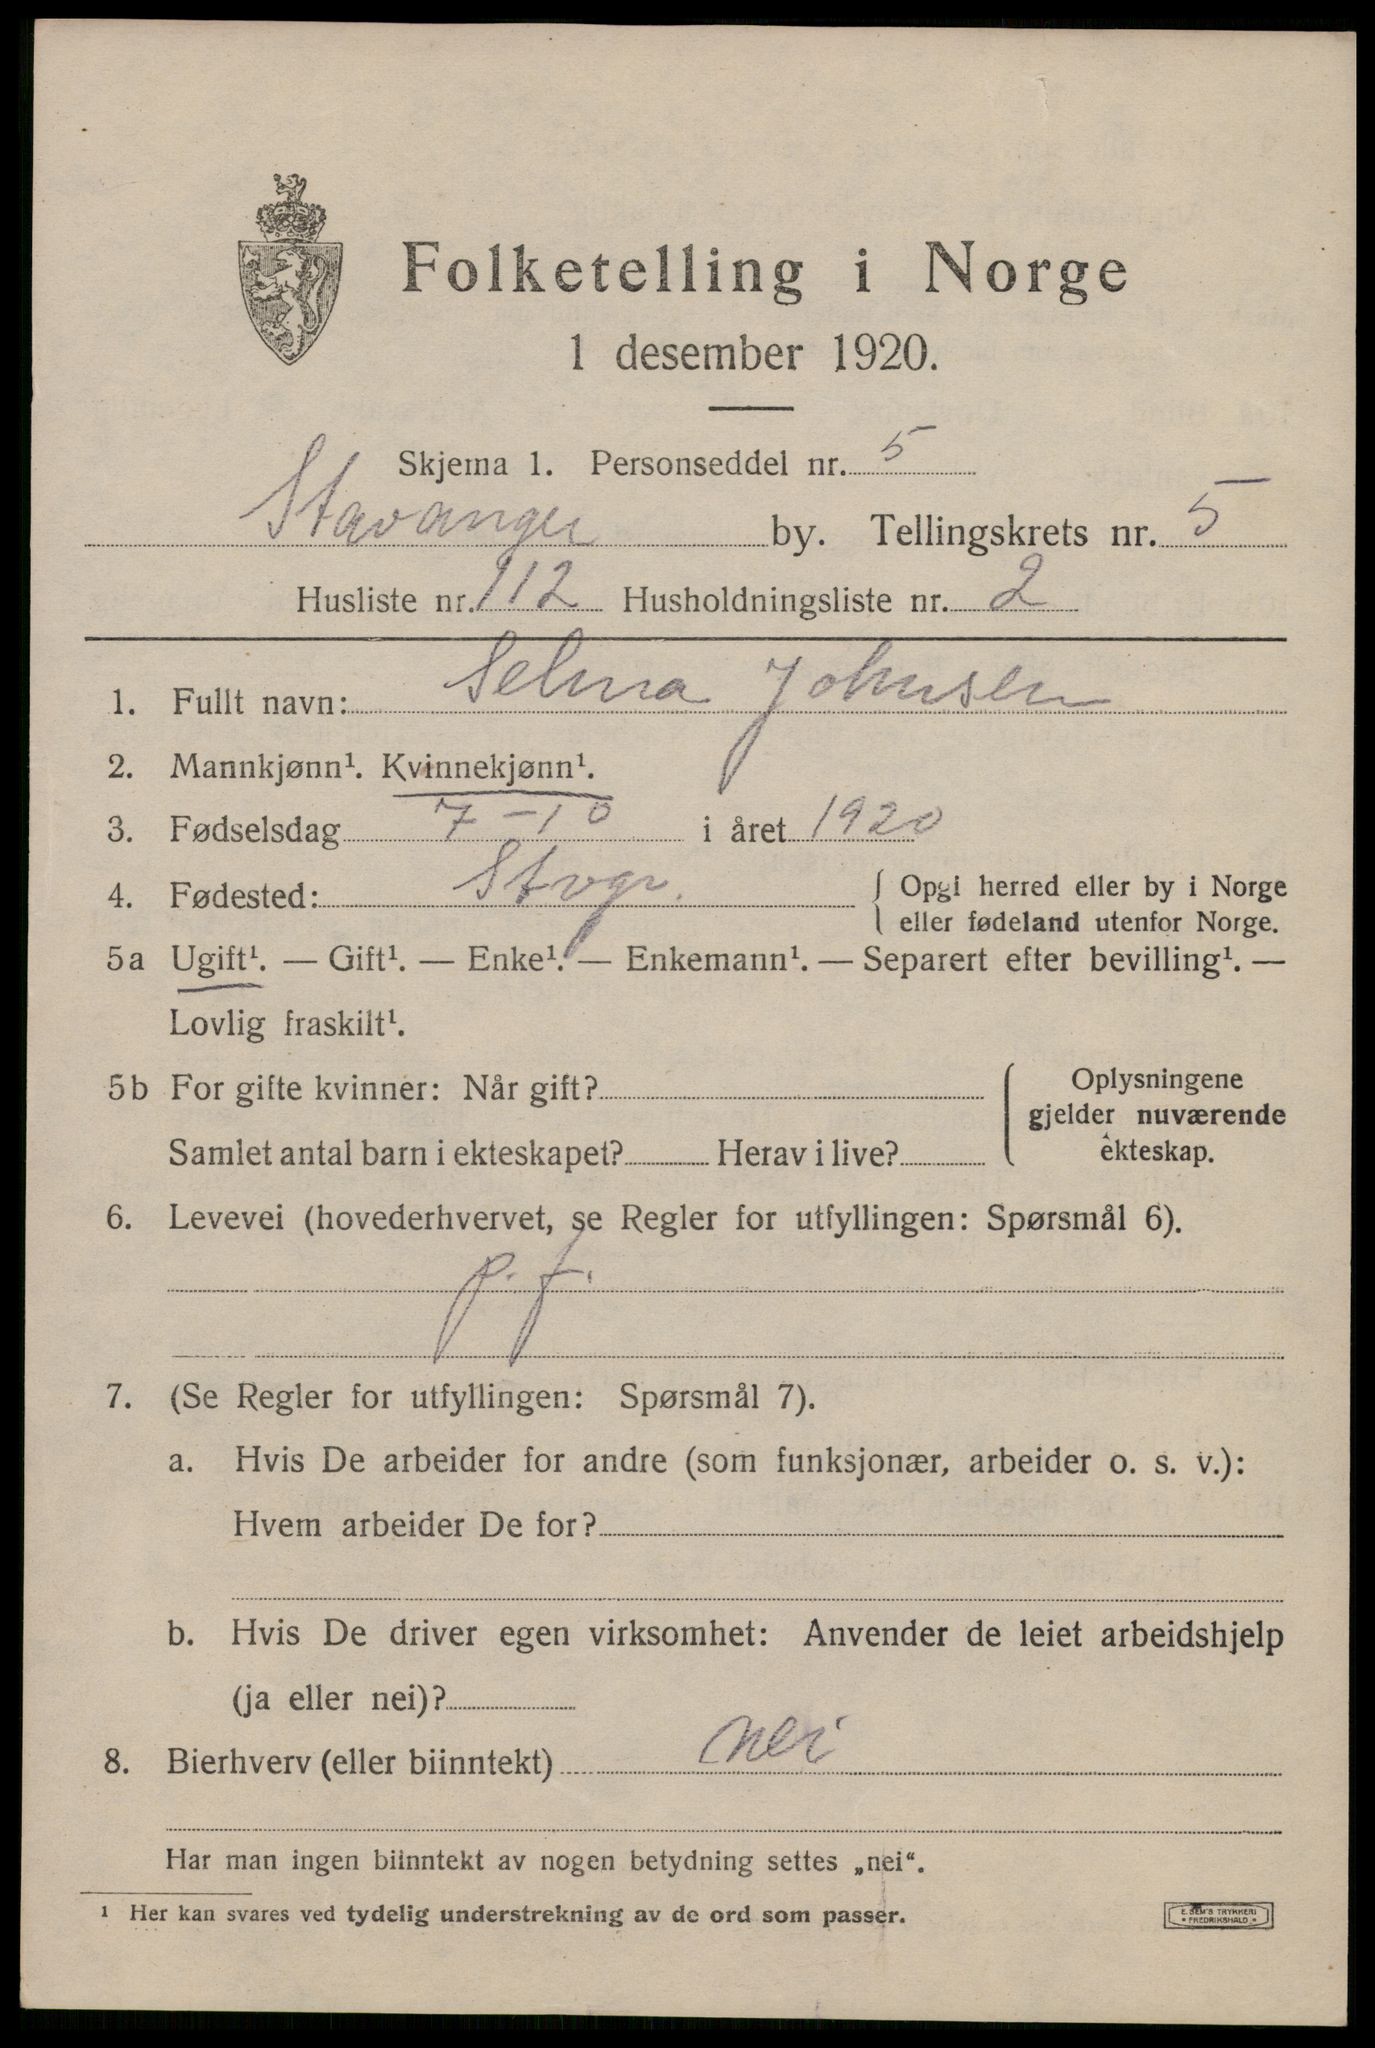 Folketelling i Norge
1 desember 1920.
Skjema 1. Personseddel nr. 5
Stavanger by. Tellingskrets nr. 5
Husliste nr. 112 Husholdningsliste nr. 2
1. Fullt navn: Selma Johnsen
2. Mannkjønn¹. Kvinnekjønn¹.
3. Fødselsdag 7-10 i året 1920
4. Fødested: Stvgr. { Opgi herred eller by i Norge
eller fødeland utenfor Norge.
5a Ugift¹. — Gift¹. — Enke¹. — Enkemann¹. — Separert efter bevilling¹. —
Lovlig fraskilt¹.
5b For gifte kvinner: Når gift?
Samlet antal barn i ekteskapet? Herav i live?
Oplysningene
gjelder nuværende
ekteskap.
6. Levevei (hovederhvervet, se Regler for utfyllingen: Spørsmål 6).
p. f.
7. (Se Regler for utfyllingen: Spørsmål 7).
a. Hvis De arbeider for andre (som funksjonær, arbeider o. s. v.):
Hvem arbeider De for?
b. Hvis De driver egen virksomhet: Anvender de leiet arbeidshjelp
(ja eller nei)?
8. Bierhverv (eller biinntekt) nei
Har man ingen biinntekt av nogen betydning settes „nei“.
¹ Her kan svares ved tydelig understrekning av de ord som passer.
E. SEM'S TRYKKERI
* FREDRIKSHALD *